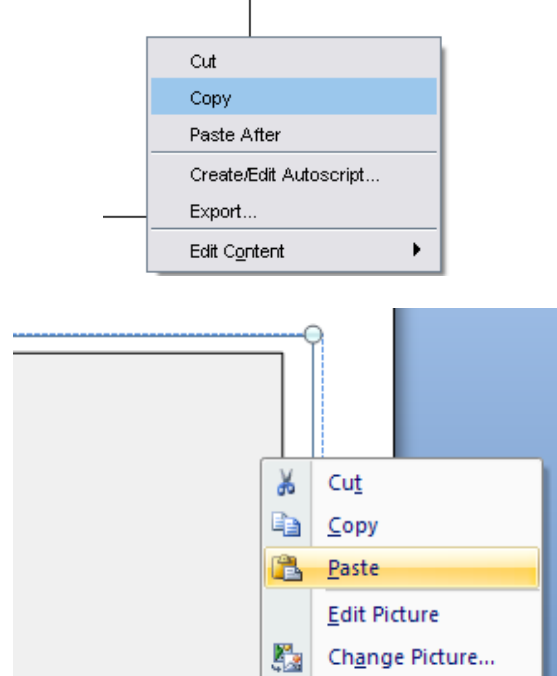 Cut
Copy
Paste After
Create/Edit Autoscript...
Export...
Edit Content
Cut
Copy
Paste
Edit Picture
Change Picture...